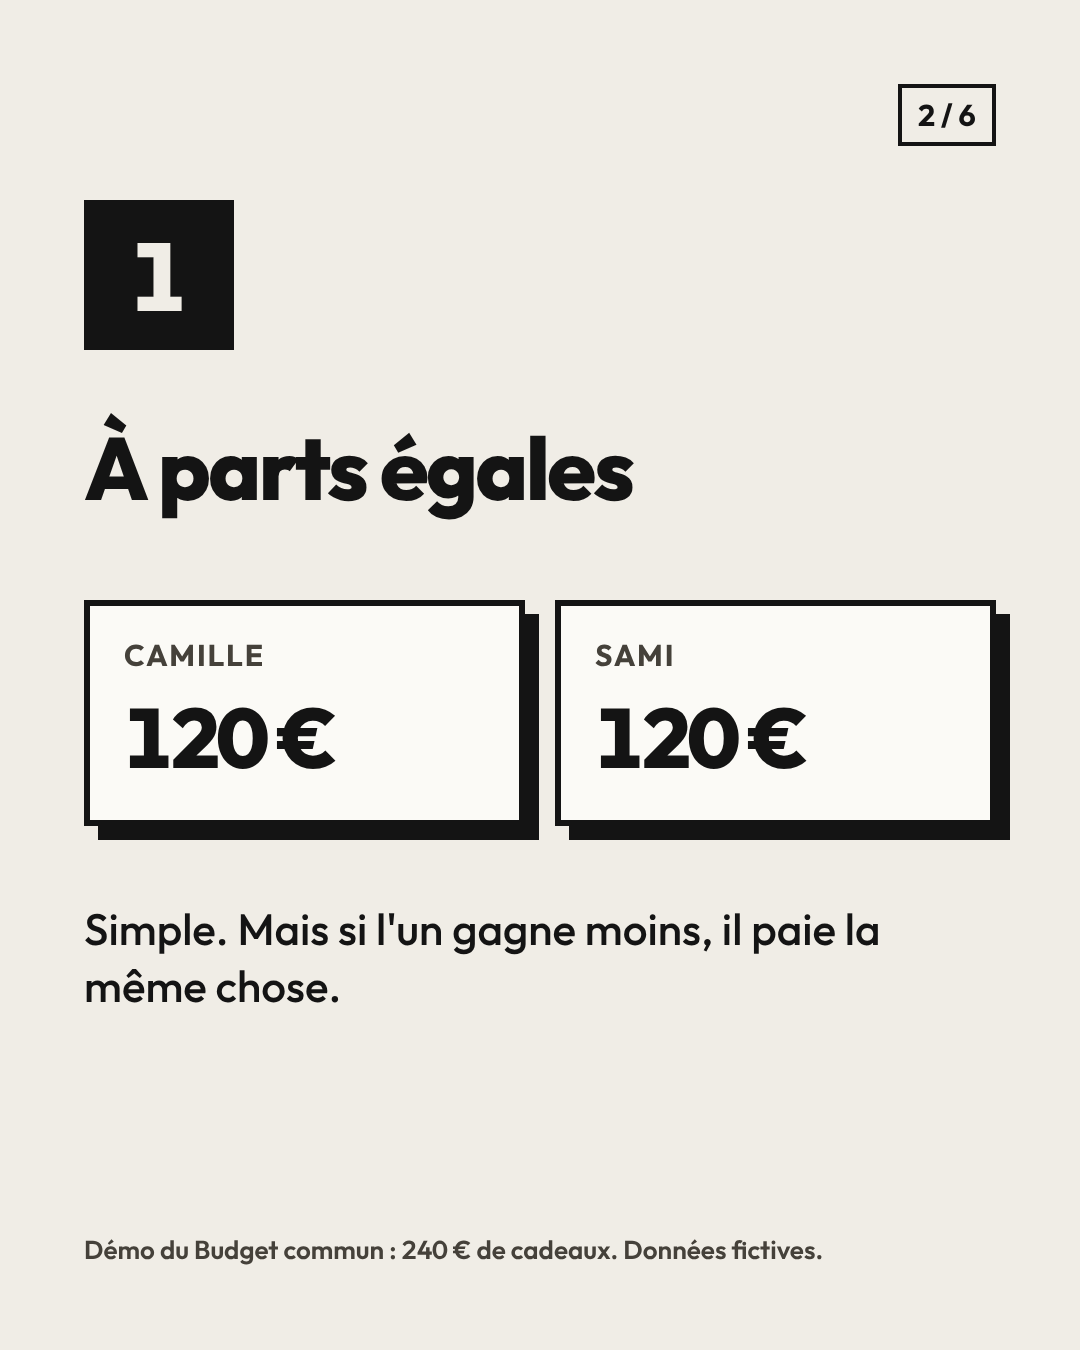 2 / 6
1
À parts égales
CAMILLE
120 €
SAMI
120 €
Simple. Mais si l'un gagne moins, il paie la
même chose.
Démo du Budget commun : 240 € de cadeaux. Données fictives.